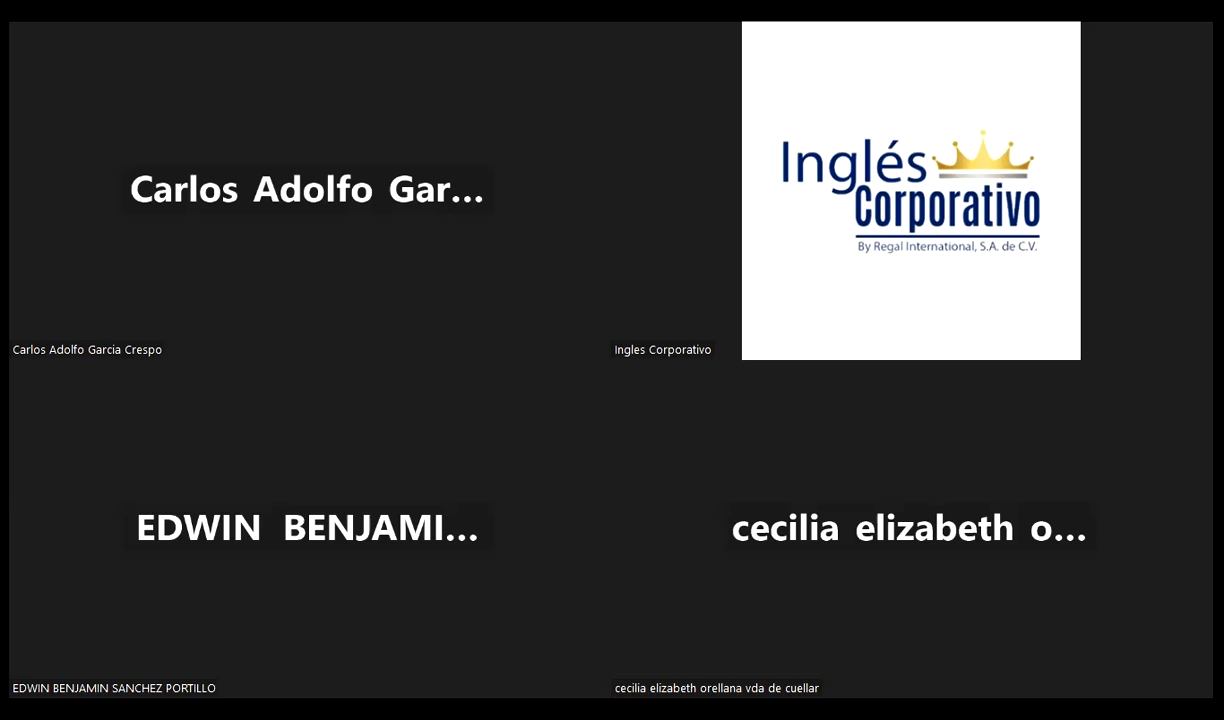 Carlos Adolfo Gar...
Carlos Adolfo Garcia Crespo
Inglés
Corporativo
By Regal International, S.A. de C.V.
Ingles Corporativo
EDWIN BENJAMI...
EDWIN BENJAMIN SANCHEZ PORTILLO
cecilia elizabeth o...
cecilia elizabeth orellana vda de cuellar